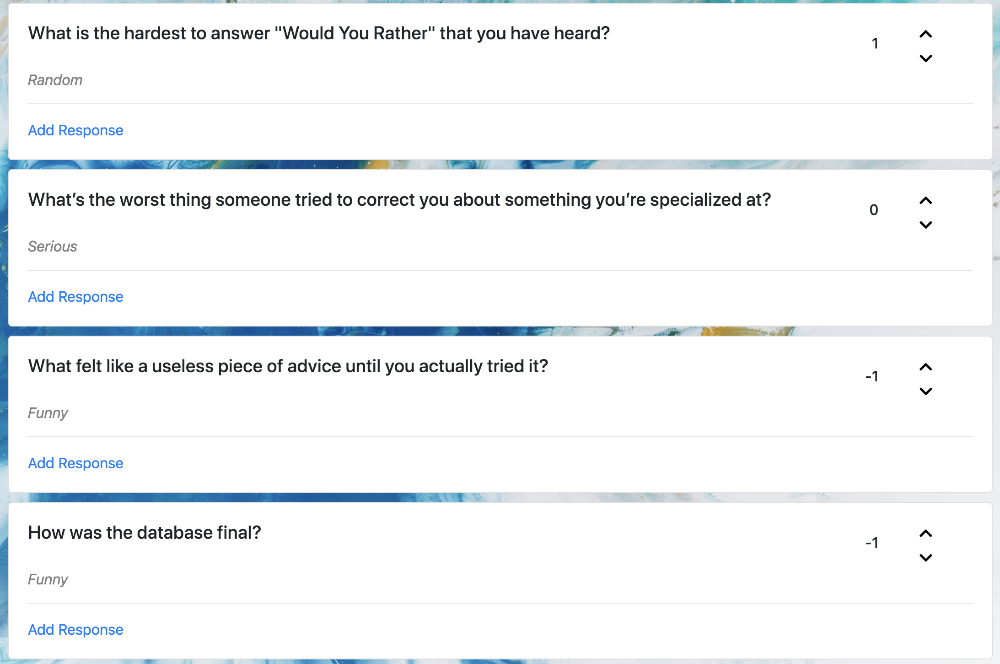 What is the hardest to answer "Would You Rather" that you have heard?
1
Random
Add Response
What’s the worst thing someone tried to correct you about something you’re specialized at?
0
Serious
Add Response
What felt like a useless piece of advice until you actually tried it?
-1
Funny
Add Response
How was the database final?
-1
Funny
Add Response